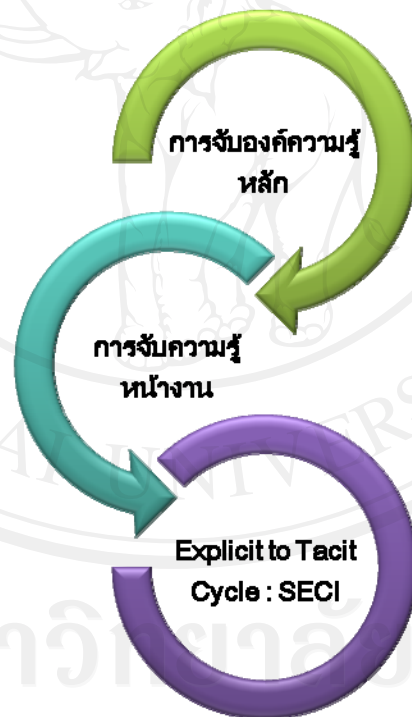 การจับองค์ความรู้
หลัก
การจับความรู้
หน้างาน
Explicit to Tacit
Cycle : SECI